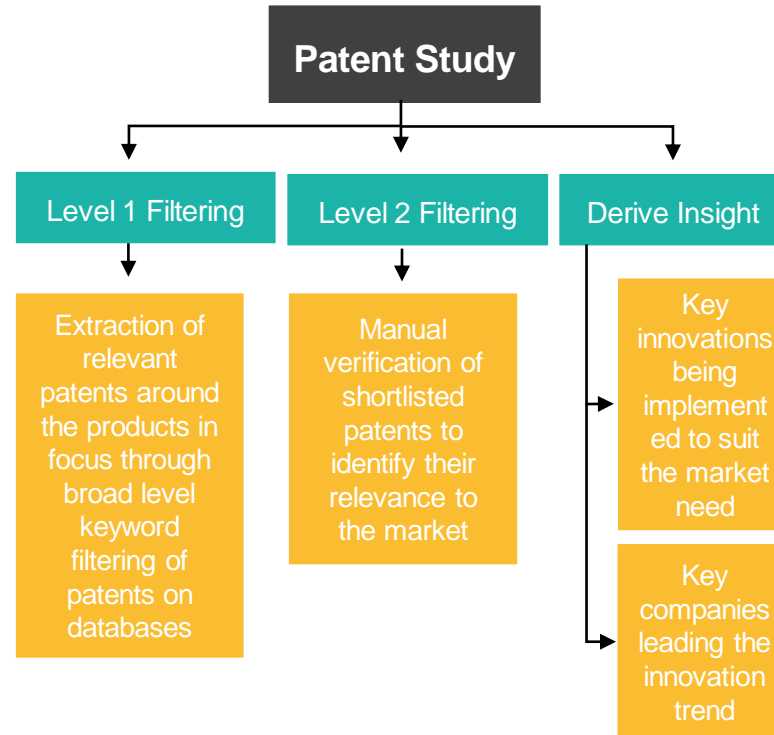 Patent Study
Level 1 Filtering
Level 2 Filtering
Derive Insight
Extraction of
relevant
patents around
the products in
focus through
broad level
keyword
filtering of
patents on
databases
Manual
verification of
shortlisted
patents to
identify their
relevance to
the market
Key
innovations
being
implement
ed to suit
the market
need
Key
companies
leading the
innovation
trend